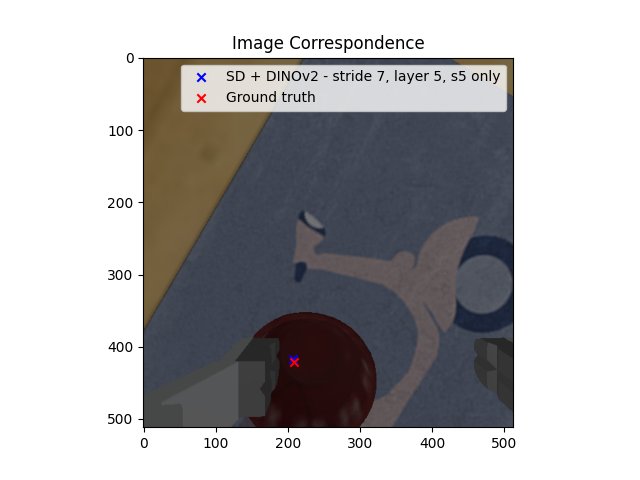 Image Correspondence
SD + DINOv2 - stride 7, layer 5, s5 only
Ground truth
0
100
200
300
400
500
0 100 200 300 400 500